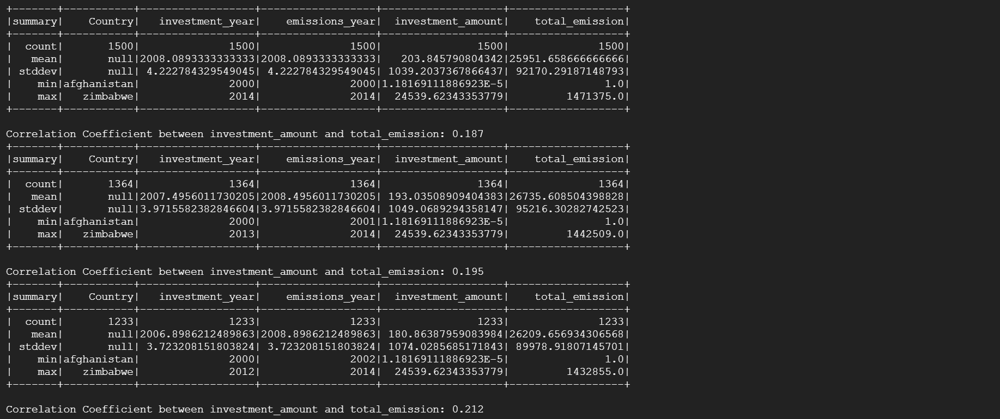 +-------+-----------+------------------+------------------+-------------------+------------------+
|summary|    Country|   investment_year|    emissions_year|  investment_amount|    total_emission|
+-------+-----------+------------------+------------------+-------------------+------------------+
|  count|       1500|              1500|              1500|               1500|              1500|
|   mean|       null|2008.0893333333333|2008.0893333333333|   203.845790804342|25951.658666666666|
| stddev|       null| 4.222784329549045| 4.222784329549045| 1039.2037367866437| 92170.29187148793|
|    min|afghanistan|              2000|              2000|1.18169111886923E-5|               1.0|
|    max|   zimbabwe|              2014|              2014|  24539.62343353779|         1471375.0|
+-------+-----------+------------------+------------------+-------------------+------------------+
Correlation Coefficient between investment_amount and total_emission: 0.187
+-------+-----------+------------------+------------------+-------------------+------------------+
|summary|    Country|   investment_year|    emissions_year|  investment_amount|    total_emission|
+-------+-----------+------------------+------------------+-------------------+------------------+
|  count|       1364|              1364|              1364|               1364|              1364|
|   mean|       null|2007.4956011730205|2008.4956011730205| 193.03508909404383|26735.608504398828|
| stddev|       null|3.9715582382846604|3.9715582382846604| 1049.0689294358147| 95216.30282742523|
|    min|afghanistan|              2000|              2001|1.18169111886923E-5|               1.0|
|    max|   zimbabwe|              2013|              2014|  24539.62343353779|         1442509.0|
+-------+-----------+------------------+------------------+-------------------+------------------+
Correlation Coefficient between investment_amount and total_emission: 0.195
+-------+-----------+------------------+------------------+-------------------+------------------+
|summary|    Country|   investment_year|    emissions_year|  investment_amount|    total_emission|
+-------+-----------+------------------+------------------+-------------------+------------------+
|  count|       1233|              1233|              1233|               1233|              1233|
|   mean|       null|2006.8986212489863|2008.8986212489863| 180.86387959083984|26209.656934306568|
| stddev|       null| 3.723208151803824| 3.723208151803824| 1074.0285685171843| 89978.91807145701|
|    min|afghanistan|              2000|              2002|1.18169111886923E-5|               1.0|
|    max|   zimbabwe|              2012|              2014|  24539.62343353779|         1432855.0|
+-------+-----------+------------------+------------------+-------------------+------------------+
Correlation Coefficient between investment_amount and total_emission: 0.212